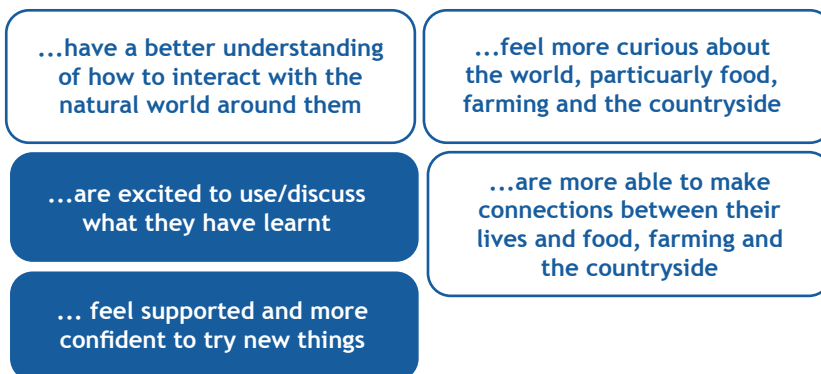 ...have a better understanding
of how to interact with the
natural world around them
...feel more curious about
the world, particuarly food,
farming and the countryside
...are excited to use/discuss
what they have learnt
...are more able to make
connections between their
lives and food, farming and
the countryside
... feel supported and more
confident to try new things